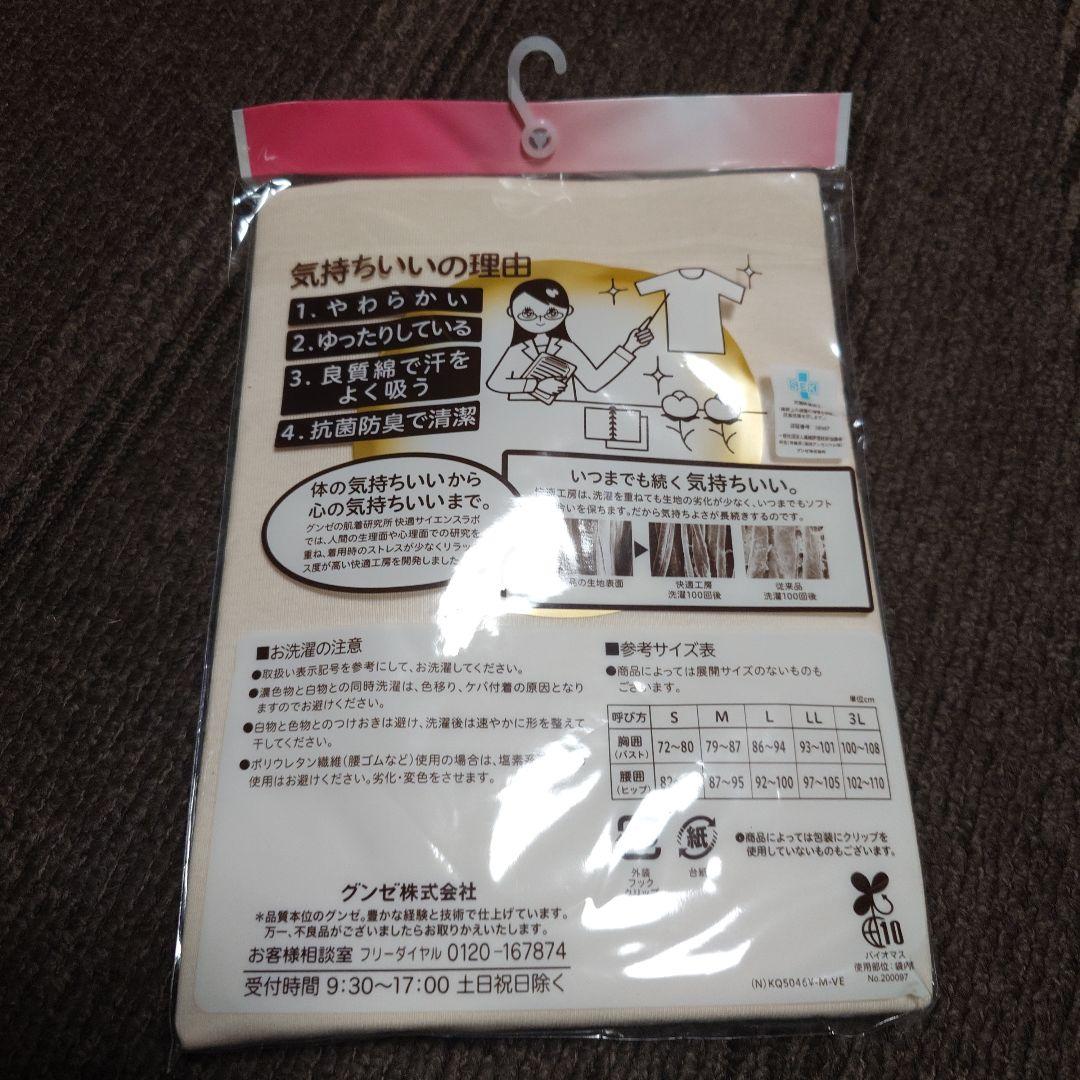 気持ちいいの理由
1.やわらかい
2.ゆったりしている
3.良質綿で汗を
よく吸う
4.抗菌防臭で清潔
SEK
グンゼ株式会社
体の気持ちいいから
心の気持ちいいまで。
グンゼの肌着研究所 快適サイエンスラボ
では、人間の生理面や心理面での研究を
重ね、着用時のストレスが少なくリラッ
ス度が高い快適工房を開発しました
いつまでも続く気持ちいい。
快適工房は、洗濯を重ねても生地の劣化が少なく、いつまでもソフト
合いを保ちます。だから気持ちよさが長続きするのです。
の生地表面
快適工房
洗濯100回後
従来品
洗濯100回後
■お洗濯の注意
●取扱い表示記号を参考にして、お洗濯してください。
●濃色物と白物との同時洗濯は、色移り、ケバ付着の原因となり
ますのでお避けください。
●白物と色物とのつけおきは避け、洗濯後は速やかに形を整えて
干してください。
●ポリウレタン繊維(腰ゴムなど)使用の場合は、塩素系
使用はお避けください。劣化・変色をさせます。
■参考サイズ表
●商品によっては展開サイズのないものも
ございます。
単位cm
呼び方 S M L LL 3L
胸囲(バスト) 72~80 79~87 86~94 93~101 100~108
腰囲(ヒップ) 87~95 92~100 97~105 102~110
外装
フック
クリップ
紙
台紙
●商品によっては包装にクリップを
使用していないものもございます。
グンゼ株式会社
*品質本位のグンゼ。豊かな経験と技術で仕上げています。
万一、不良品がございましたらお取りかえいたします。
お客様相談室 フリーダイヤル 0120-167874
受付時間 9:30~17:00 土日祝日除く
10
バイオマス
使用部位:袋
No.200097
(N)KQ5046V-M-VE